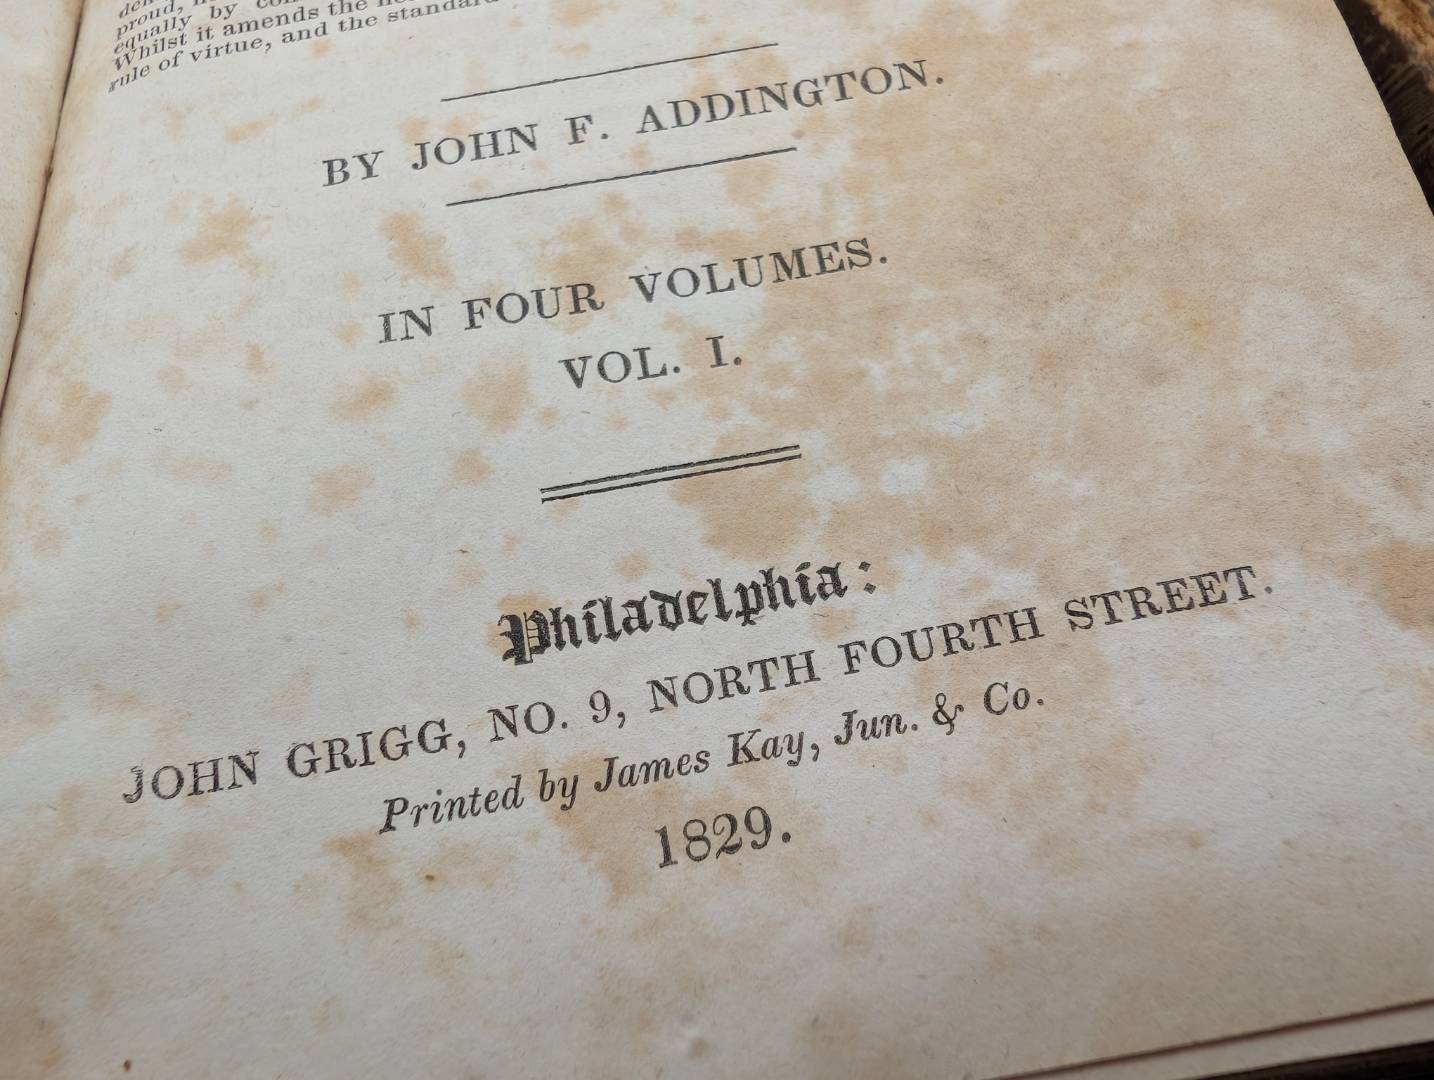 proud,
equally by
Whilst it amends the
rule of virtue, and the standard
BY JOHN F. ADDINGTON.
IN FOUR VOLUMES.
VOL. I.
Philadelphia:
JOHN GRIGG, NO. 9, NORTH FOURTH STREET.
Printed by James Kay, Jun. & Co.
1829.